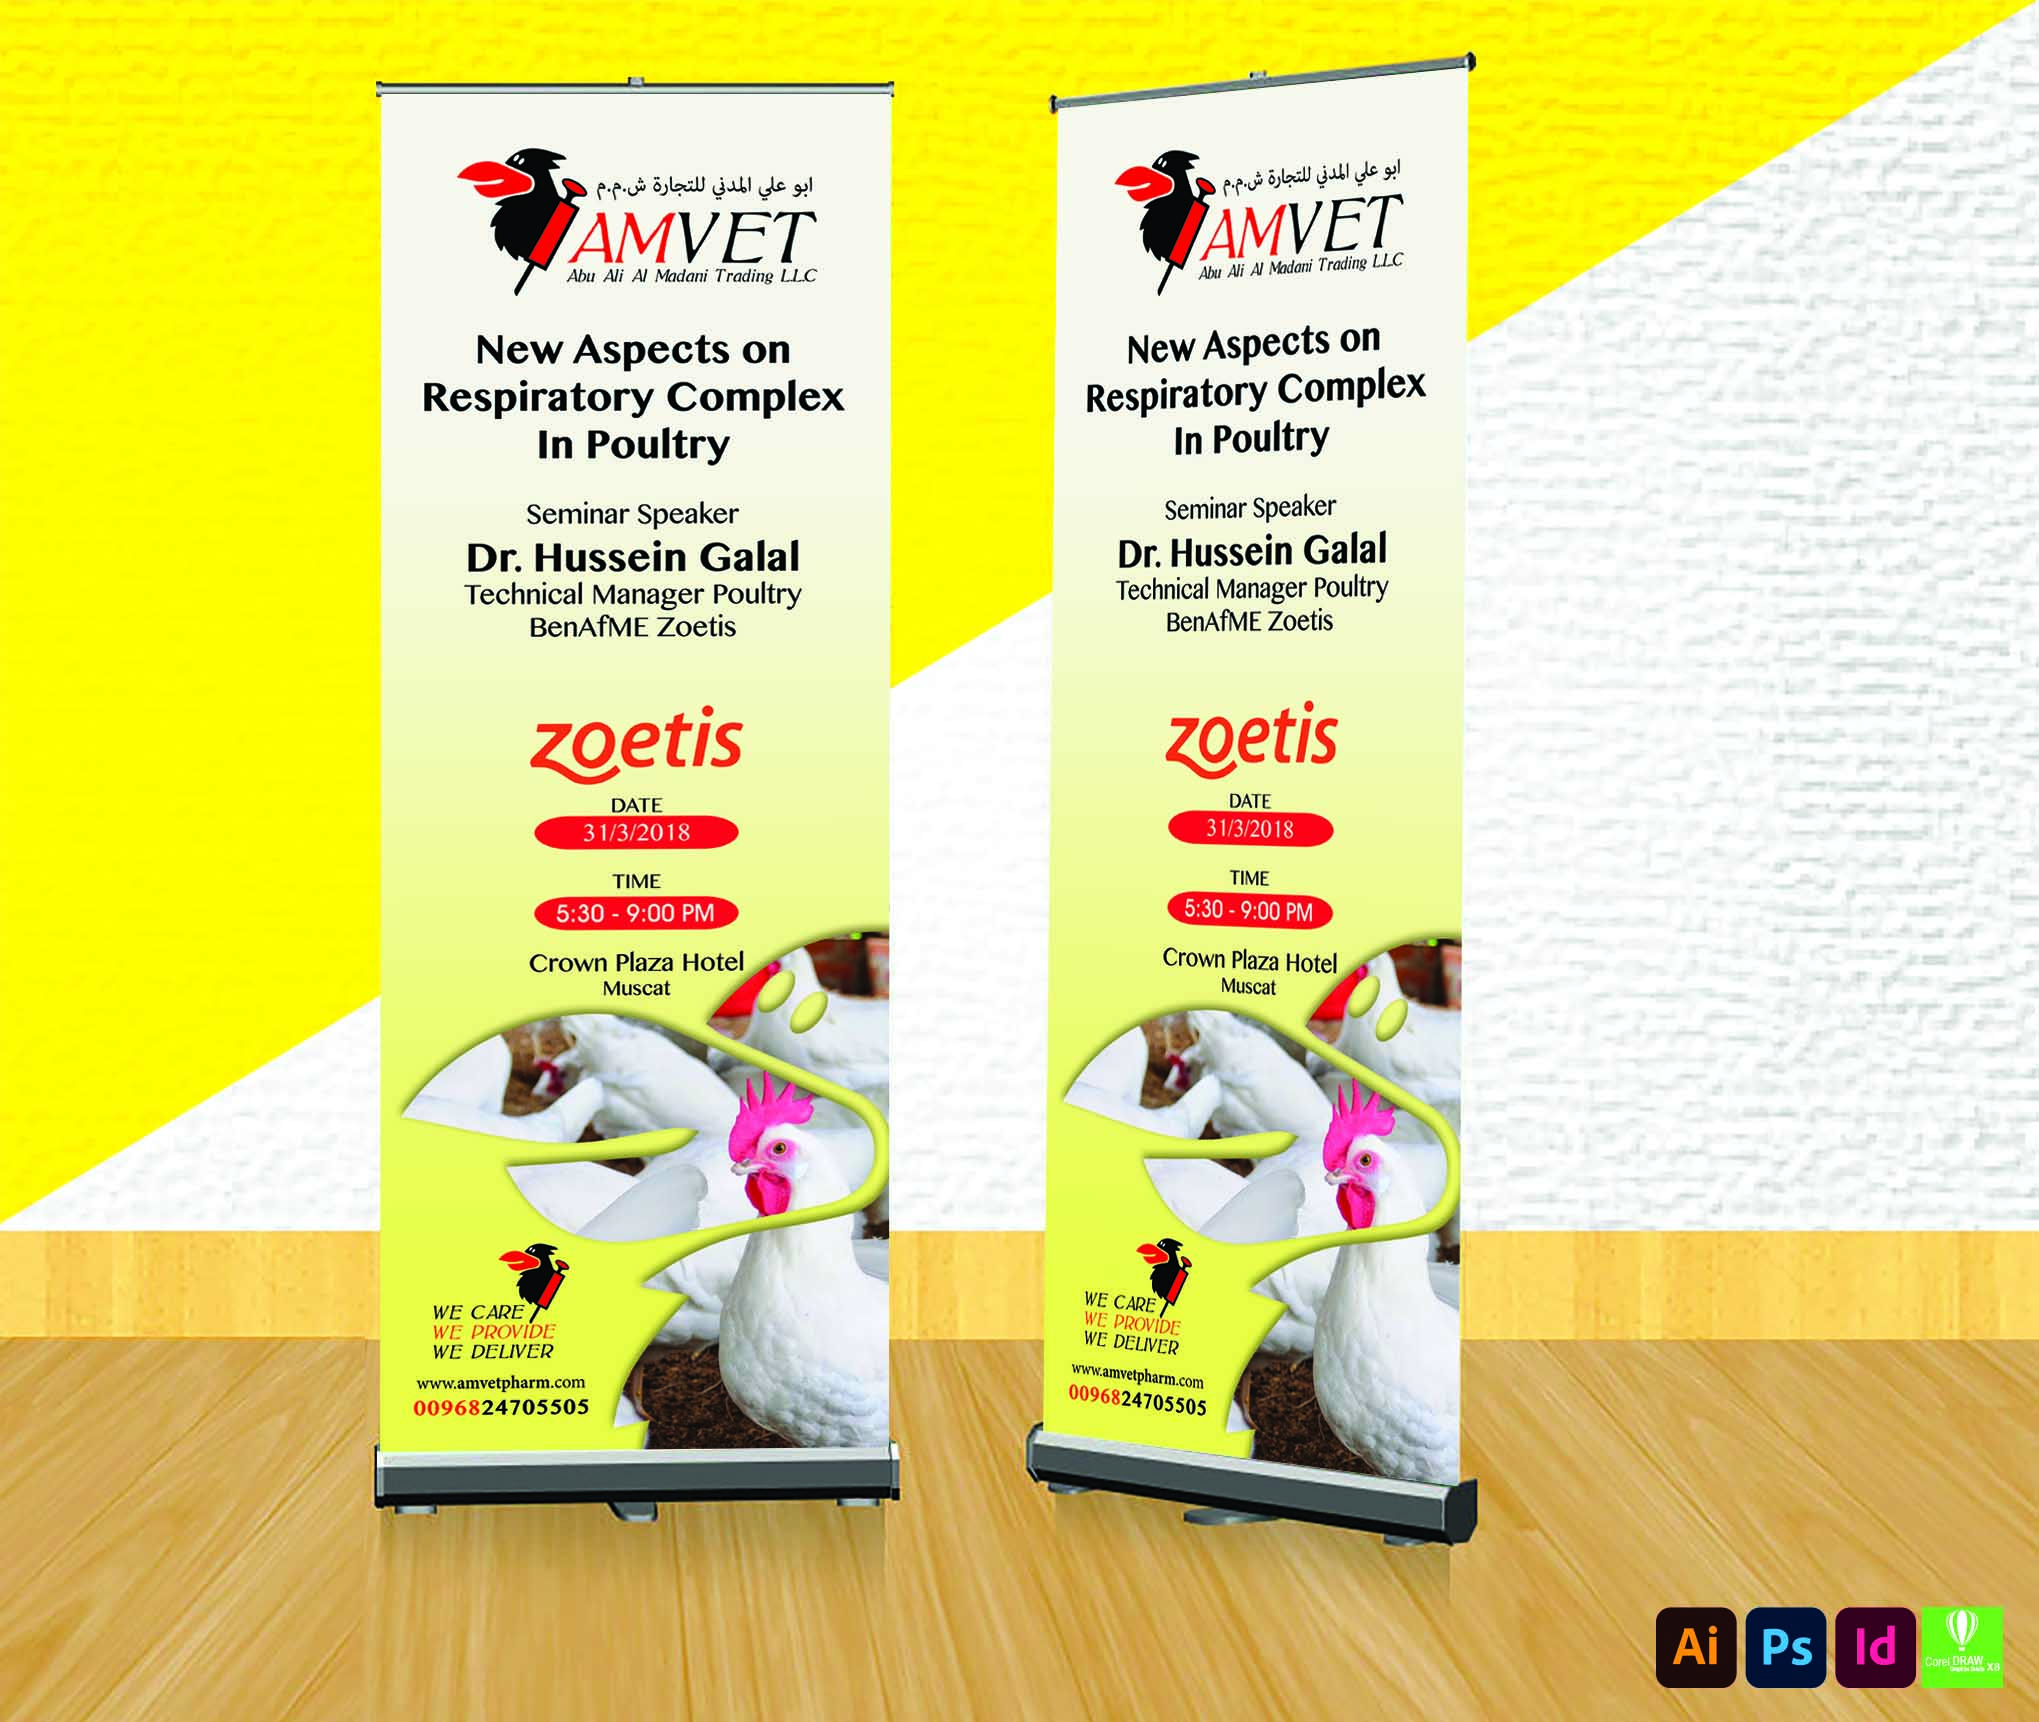 ابو علي المدني للتجارة ش.م.م
AMVET
Abu Ali Al Madani Trading L.L.C
New Aspects on
Respiratory Complex
In Poultry
Seminar Speaker
Dr. Hussein Galal
Technical Manager Poultry
BenAfME Zoetis
zoetis
DATE
31/3/2018
TIME
5:30 - 9:00 PM
Crown Plaza Hotel
Muscat
WE CARE
WE PROVIDE
WE DELIVER
www.amvetpharm.com
0096824705505
ابو علي المدني للتجارة ش.م.م
AMVET
Abu Ali Al Madani Trading L.L.C
New Aspects on
Respiratory Complex
In Poultry
Seminar Speaker
Dr. Hussein Galal
Technical Manager Poultry
BenAfME Zoetis
zoetis
DATE
31/3/2018
TIME
5:30 - 9:00 PM
Crown Plaza Hotel
Muscat
WE CARE
WE PROVIDE
WE DELIVER
www.amvetpharm.com
0096824705505
Ai
Ps
Id
Corel DRAW
Graphics Suite X8